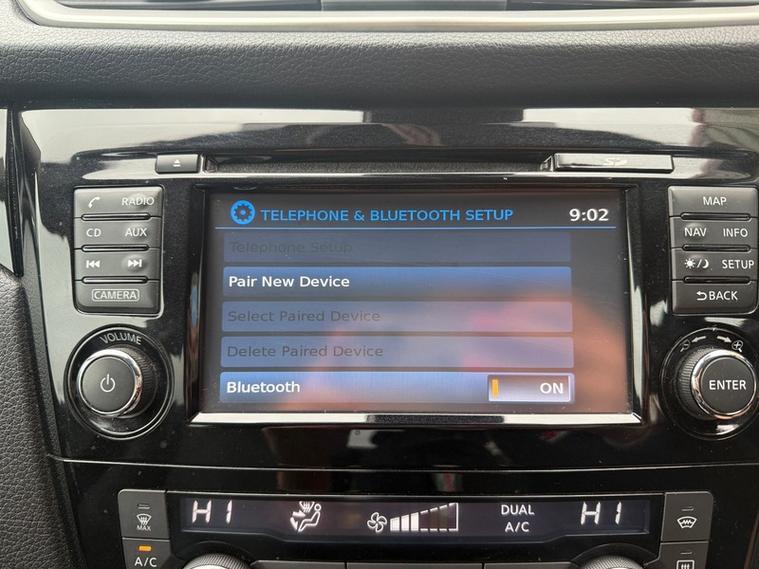 SD
RADIO
CD AUX
CAMERA
VOLUME
TELEPHONE & BLUETOOTH SETUP 9:02
Telephone Setup
Pair New Device
Select Paired Device
Delete Paired Device
Bluetooth ON
MAP
NAV INFO
SETUP
BACK
ENTER
HI
DUAL
A/C
HI
MAX
A/C